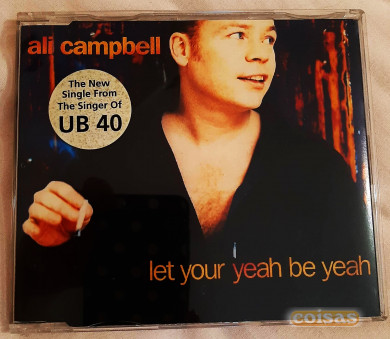 ali campbell
The New
Single From
The Singer Of
UB 40
let your yeah be yeah
coisas